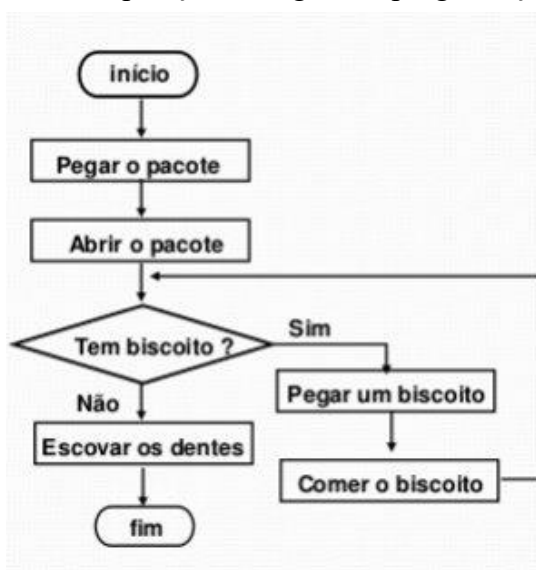 início
Pegar o pacote
Abrir o pacote
Tem biscoito ?
Sim
Pegar um biscoito
Comer o biscoito
Não
Escovar os dentes
fim